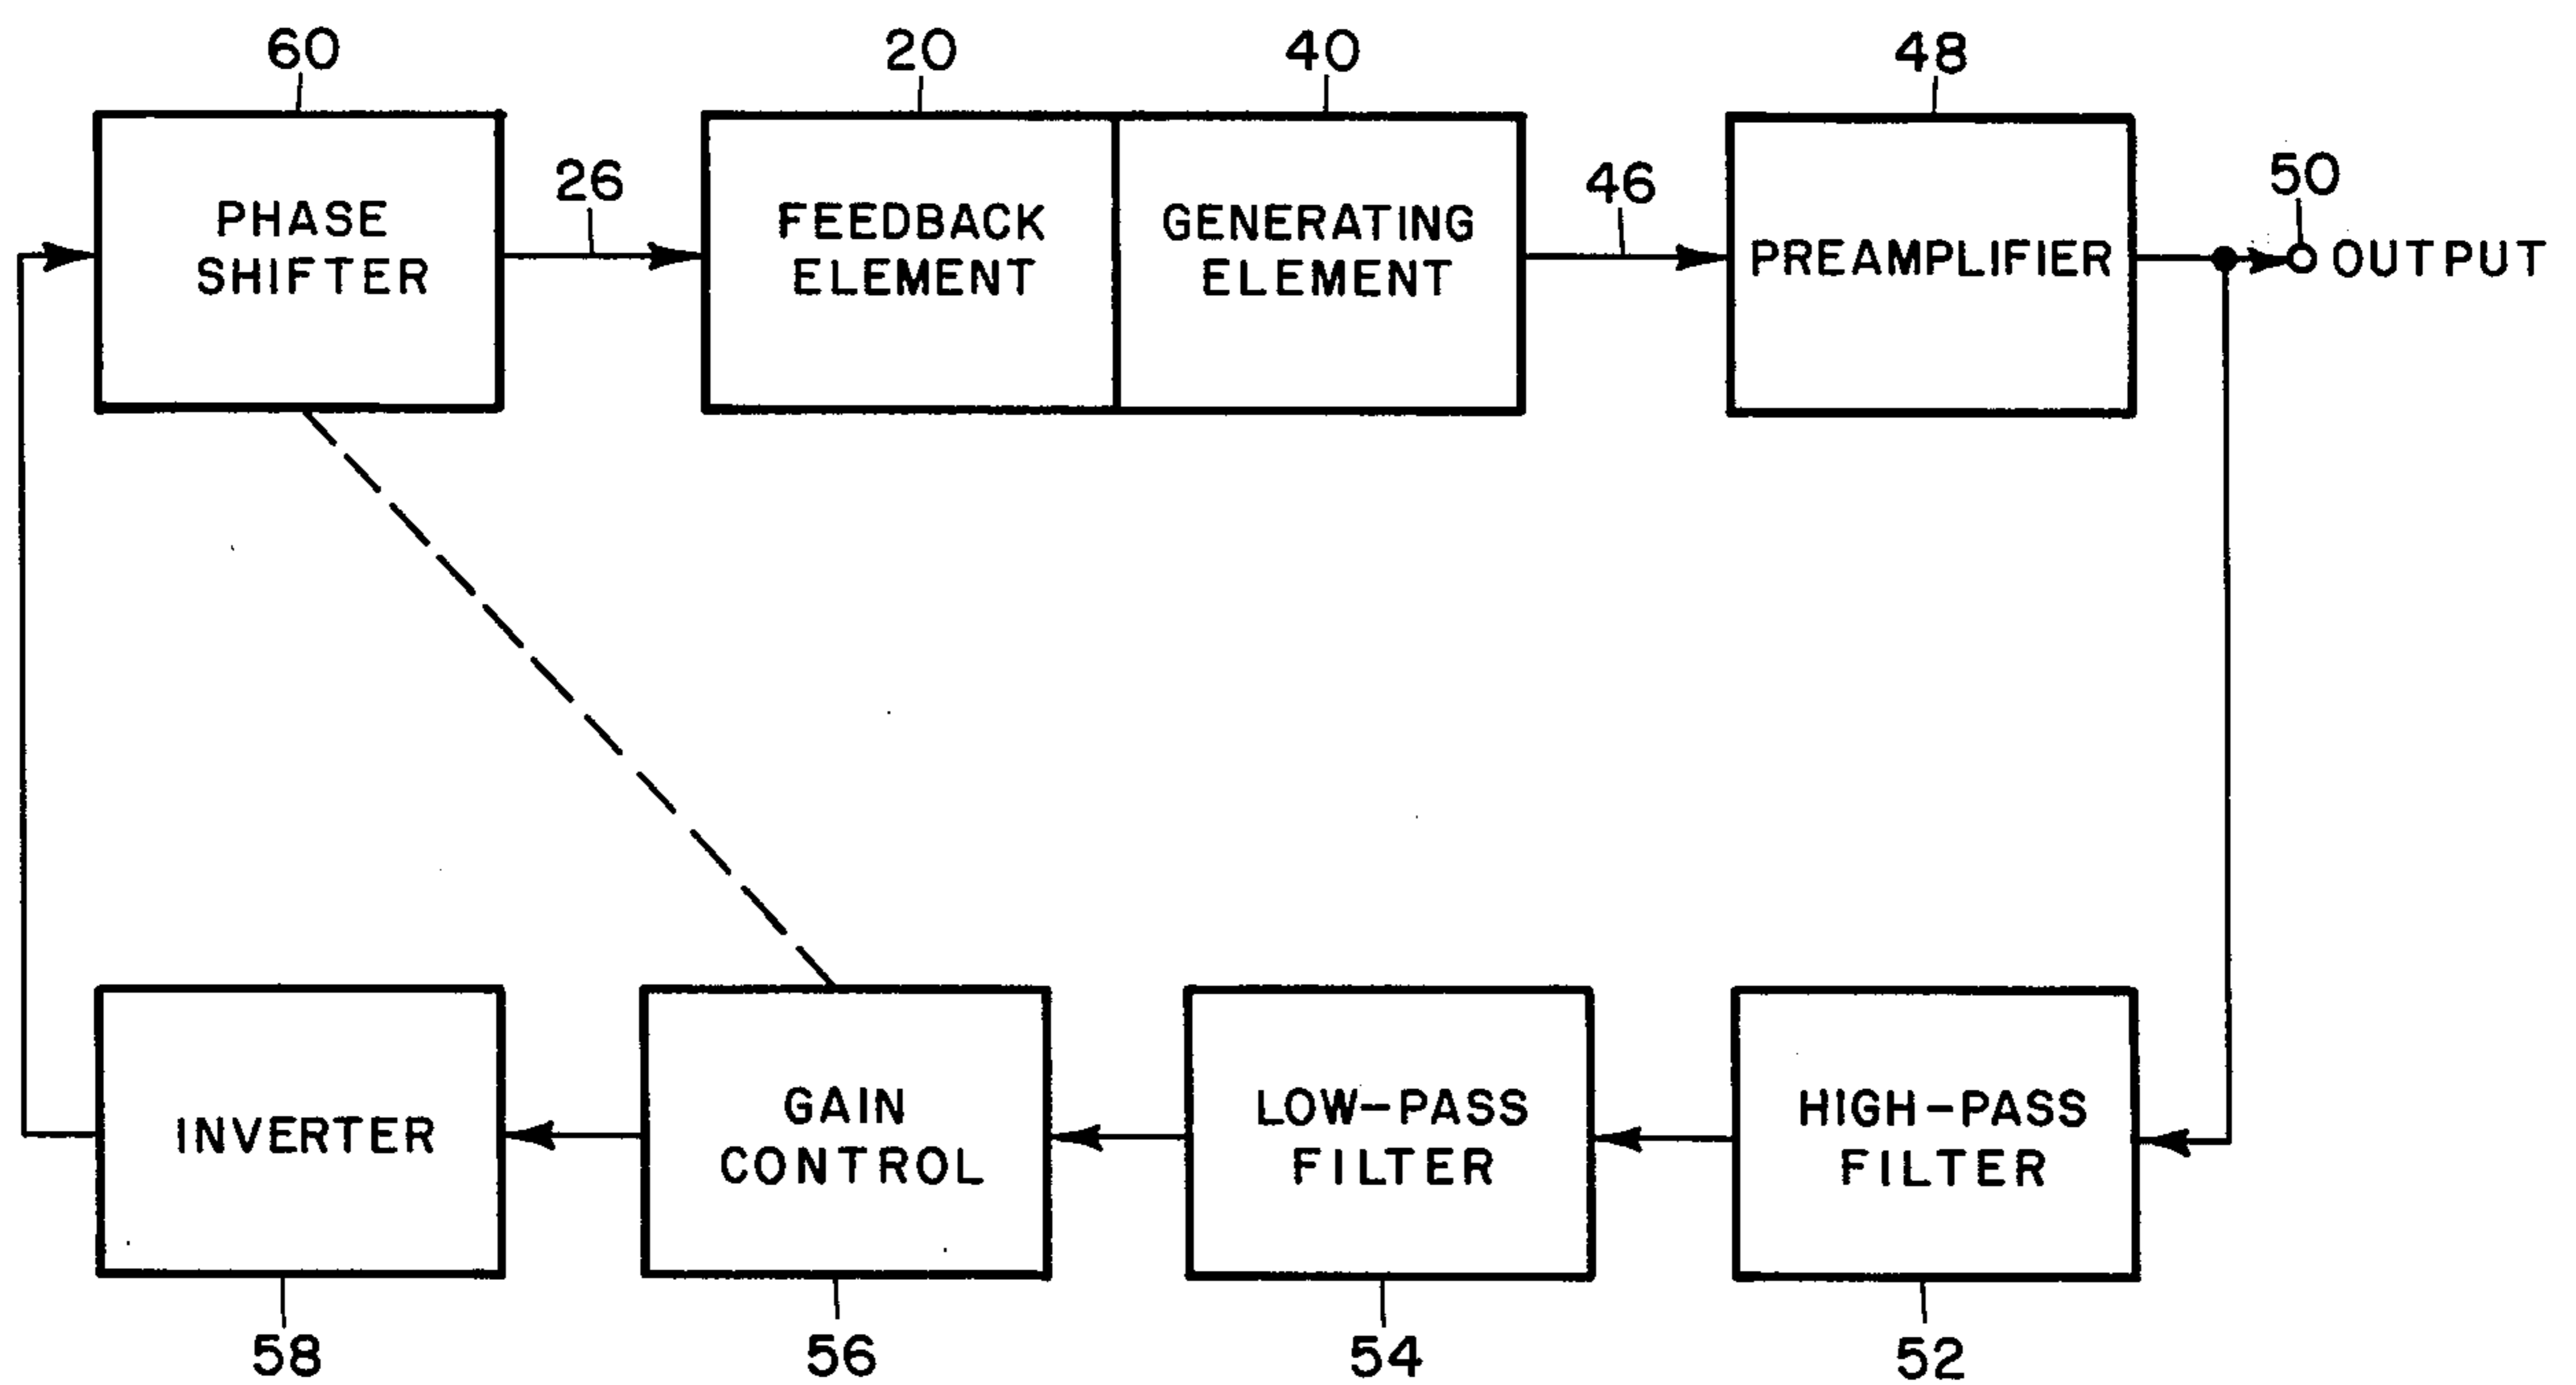 60
20
40
48
26
46
50
PHASE
SHIFTER
FEEDBACK
ELEMENT
GENERATING
ELEMENT
PREAMPLIFIER
OUTPUT
INVERTER
GAIN
CONTROL
LOW-PASS
FILTER
HIGH-PASS
FILTER
58
56
54
52